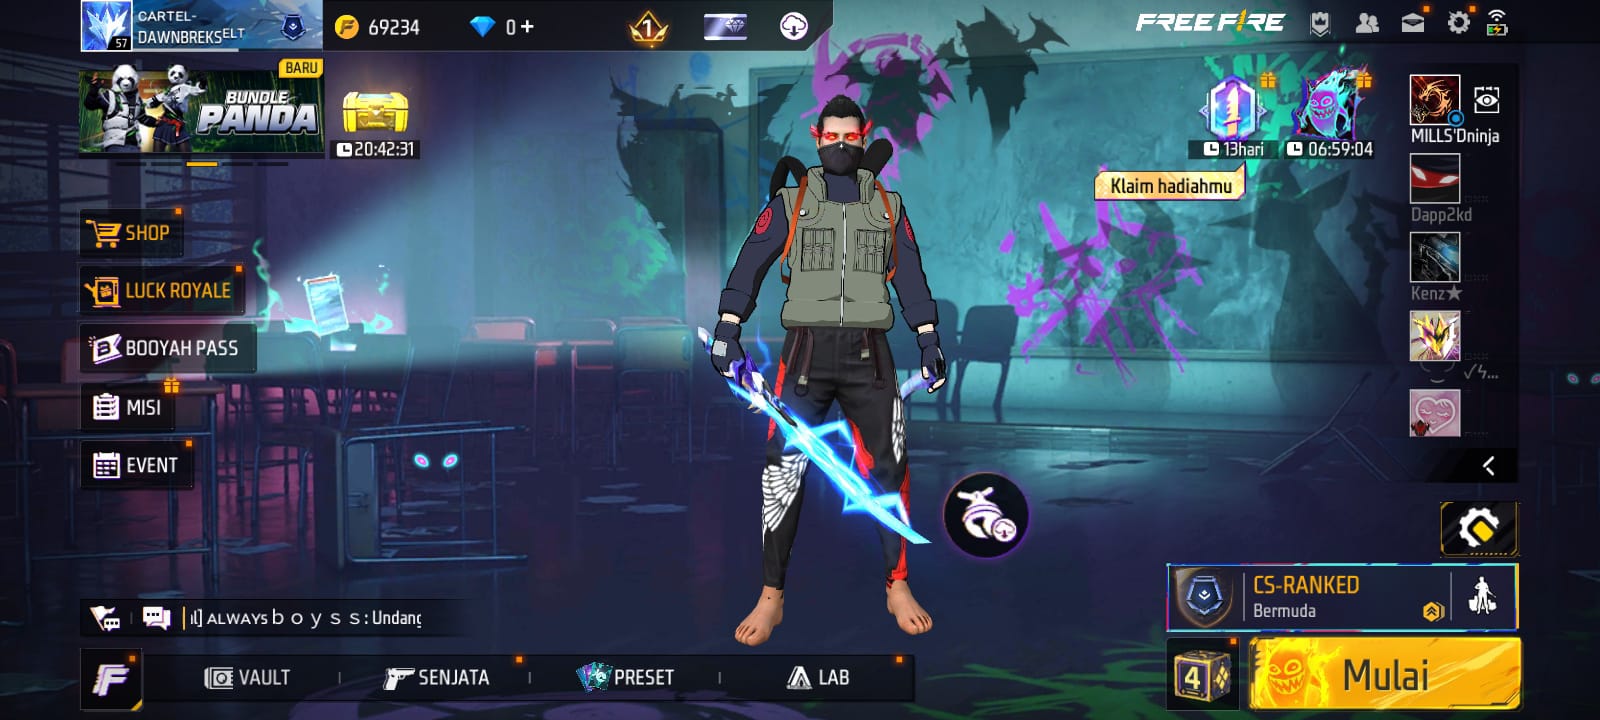 CARTEL-
DAWNBREKSELT
57
69234
0+
1
FREE FIRE
BARU
BUNDLE
PANDA
20:42:31
13hari
06:59:04
Klaim hadiahmu
MILLS'Dninja
Dapp2kd
Kenz★
SHOP
LUCK ROYALE
BOOYAH PASS
MISI
EVENT
CS-RANKED
Bermuda
ıl] ALWAYS b o y s s : Undang
VAULT
SENJATA
PRESET
LAB
4
Mulai